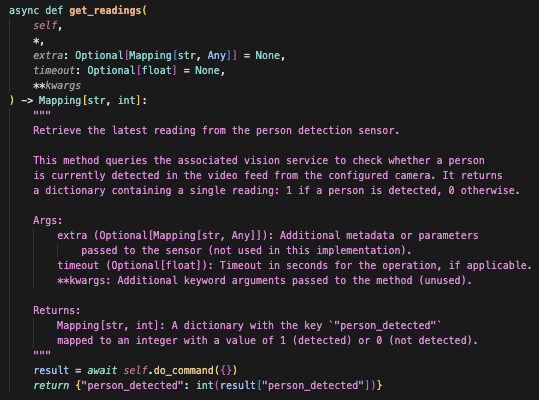 async def get_readings(
    self,
    *,
    extra: Optional[Mapping[str, Any]] = None,
    timeout: Optional[float] = None,
    **kwargs
) -> Mapping[str, int]:
    """
    Retrieve the latest reading from the person detection sensor.

    This method queries the associated vision service to check whether a person
    is currently detected in the video feed from the configured camera. It returns
    a dictionary containing a single reading: 1 if a person is detected, 0 otherwise.

    Args:
        extra (Optional[Mapping[str, Any]]): Additional metadata or parameters
            passed to the sensor (not used in this implementation).
        timeout (Optional[float]): Timeout in seconds for the operation, if applicable.
        **kwargs: Additional keyword arguments passed to the method (unused).

    Returns:
        Mapping[str, int]: A dictionary with the key `"person_detected"`
        mapped to an integer with a value of 1 (detected) or 0 (not detected).
    """
    result = await self.do_command({})
    return {"person_detected": int(result["person_detected"])}